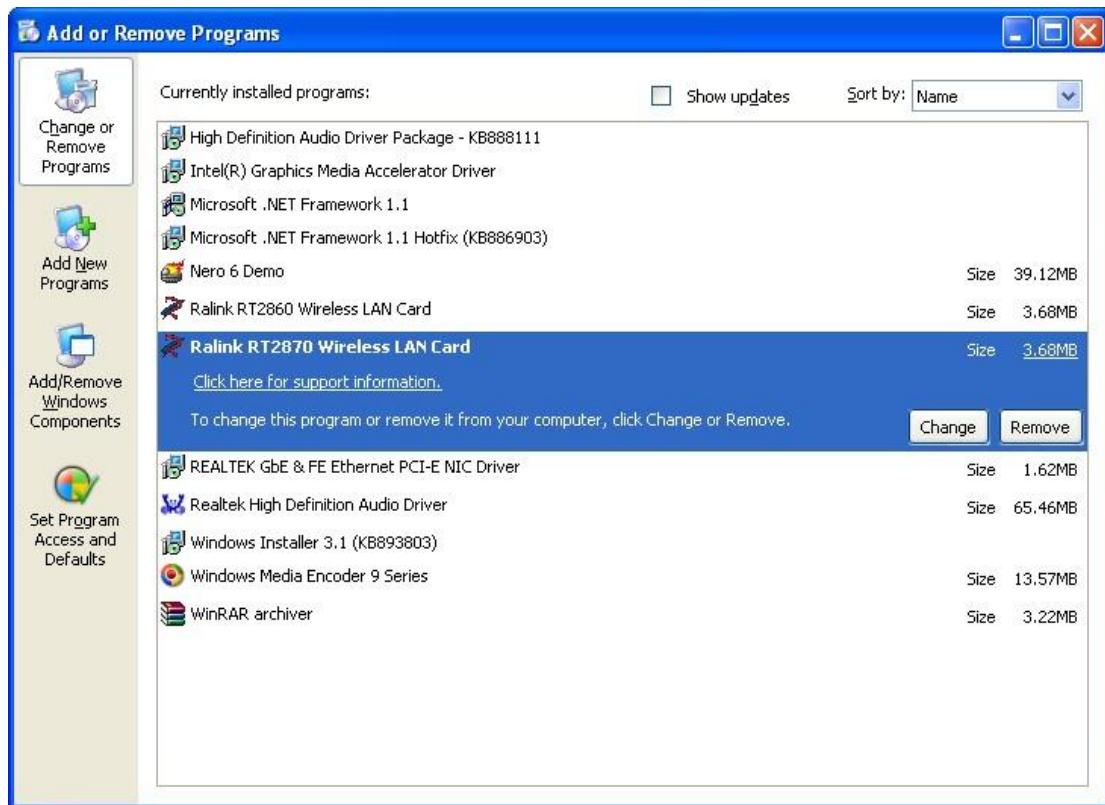 Add or Remove Programs
Change or
Remove
Programs
Add New
Programs
Add/Remove
Windows
Components
Set Program
Access and
Defaults
Currently installed programs:
Show updates
Sort by: Name
High Definition Audio Driver Package - KB888111
Intel(R) Graphics Media Accelerator Driver
Microsoft .NET Framework 1.1
Microsoft .NET Framework 1.1 Hotfix (KB886903)
Nero 6 Demo Size 39.12MB
Ralink RT2860 Wireless LAN Card Size 3.68MB
Ralink RT2870 Wireless LAN Card Size 3.68MB
Click here for support information.
To change this program or remove it from your computer, click Change or Remove.
Change Remove
REALTEK GbE & FE Ethernet PCI-E NIC Driver Size 1.62MB
Realtek High Definition Audio Driver Size 65.46MB
Windows Installer 3.1 (KB893803)
Windows Media Encoder 9 Series Size 13.57MB
WinRAR archiver Size 3.22MB